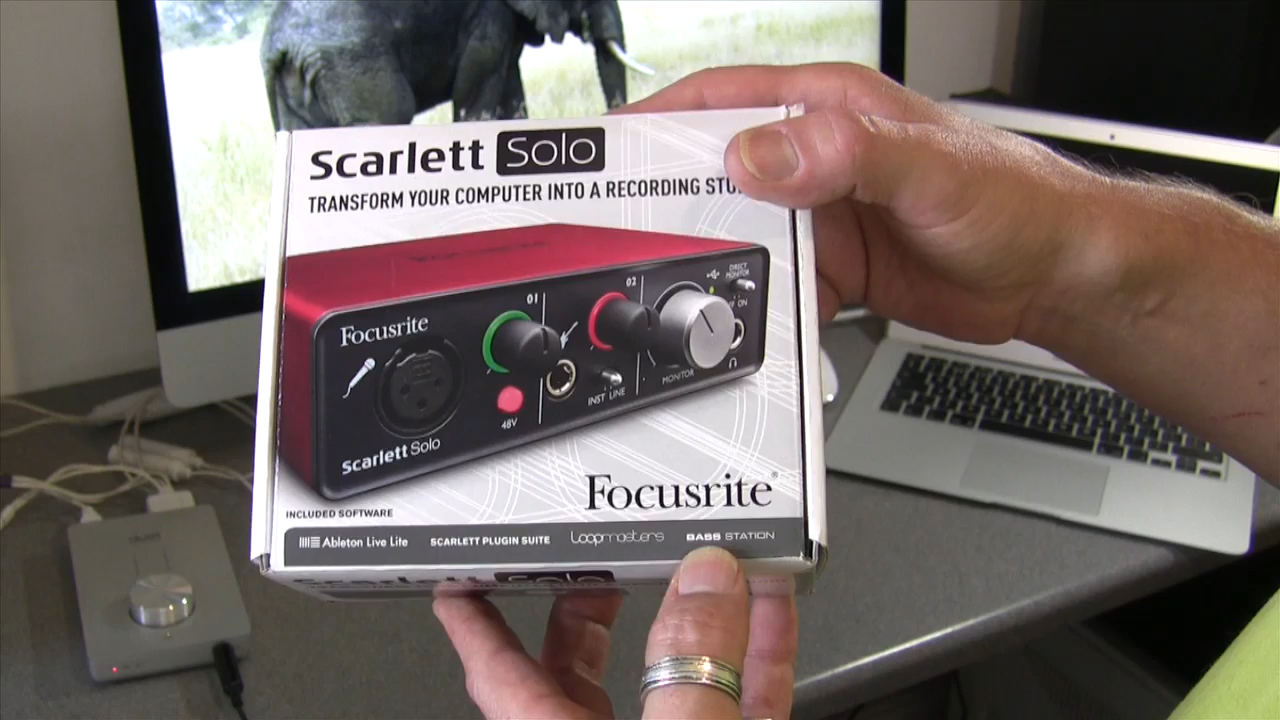 Scarlett Solo
TRANSFORM YOUR COMPUTER INTO A RECORDING
Focusrite
01
02
DIRECT
MONITOR
ON
48V
INST LINE
MONITOR
Scarlett Solo
Focusrite®
INCLUDED SOFTWARE
Ableton Live Lite
SCARLETT PLUGIN SUITE
Loopmasters
BASS STATION
Scarlett Solo